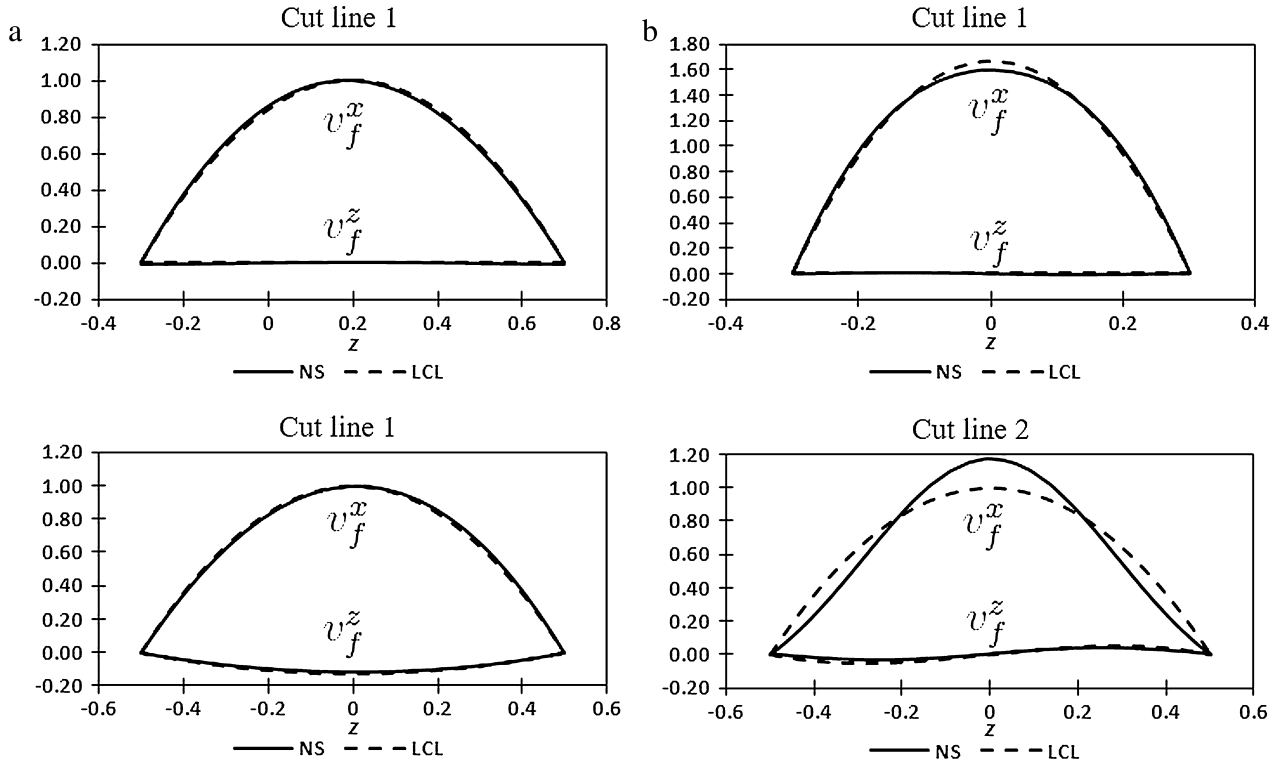 a
Cut line 1
1.20
1.00
0.80
0.60
0.40
0.20
0.00
-0.20
v_f^x
v_f^z
-0.4 -0.2 0 0.2 0.4 0.6 0.8
z
NS LCL
b
Cut line 1
1.80
1.60
1.40
1.20
1.00
0.80
0.60
0.40
0.20
0.00
-0.20
v_f^x
v_f^z
-0.4 -0.2 0 0.2 0.4
z
NS LCL
Cut line 1
1.20
1.00
0.80
0.60
0.40
0.20
0.00
-0.20
v_f^x
v_f^z
-0.6 -0.4 -0.2 0 0.2 0.4 0.6
z
NS LCL
Cut line 2
1.20
1.00
0.80
0.60
0.40
0.20
0.00
-0.20
v_f^x
v_f^z
-0.6 -0.4 -0.2 0 0.2 0.4 0.6
z
NS LCL